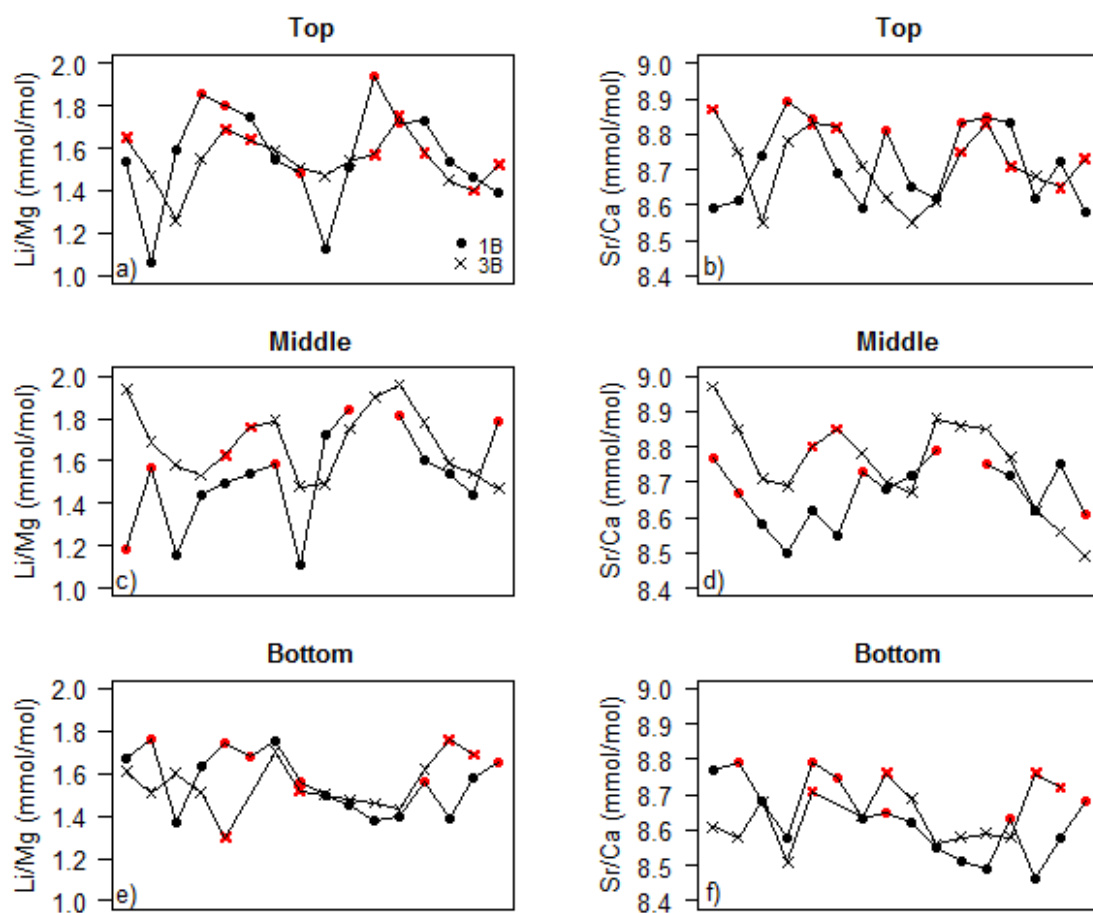 Top
Li/Mg (mmol/mol)
2.0
1.8
1.6
1.4
1.2
1.0
a)
1B
3B
Top
Sr/Ca (mmol/mol)
9.0
8.9
8.8
8.7
8.6
8.5
8.4
b)
Middle
Li/Mg (mmol/mol)
2.0
1.8
1.6
1.4
1.2
1.0
c)
Middle
Sr/Ca (mmol/mol)
9.0
8.9
8.8
8.7
8.6
8.5
8.4
d)
Bottom
Li/Mg (mmol/mol)
2.0
1.8
1.6
1.4
1.2
1.0
e)
Bottom
Sr/Ca (mmol/mol)
9.0
8.9
8.8
8.7
8.6
8.5
8.4
f)